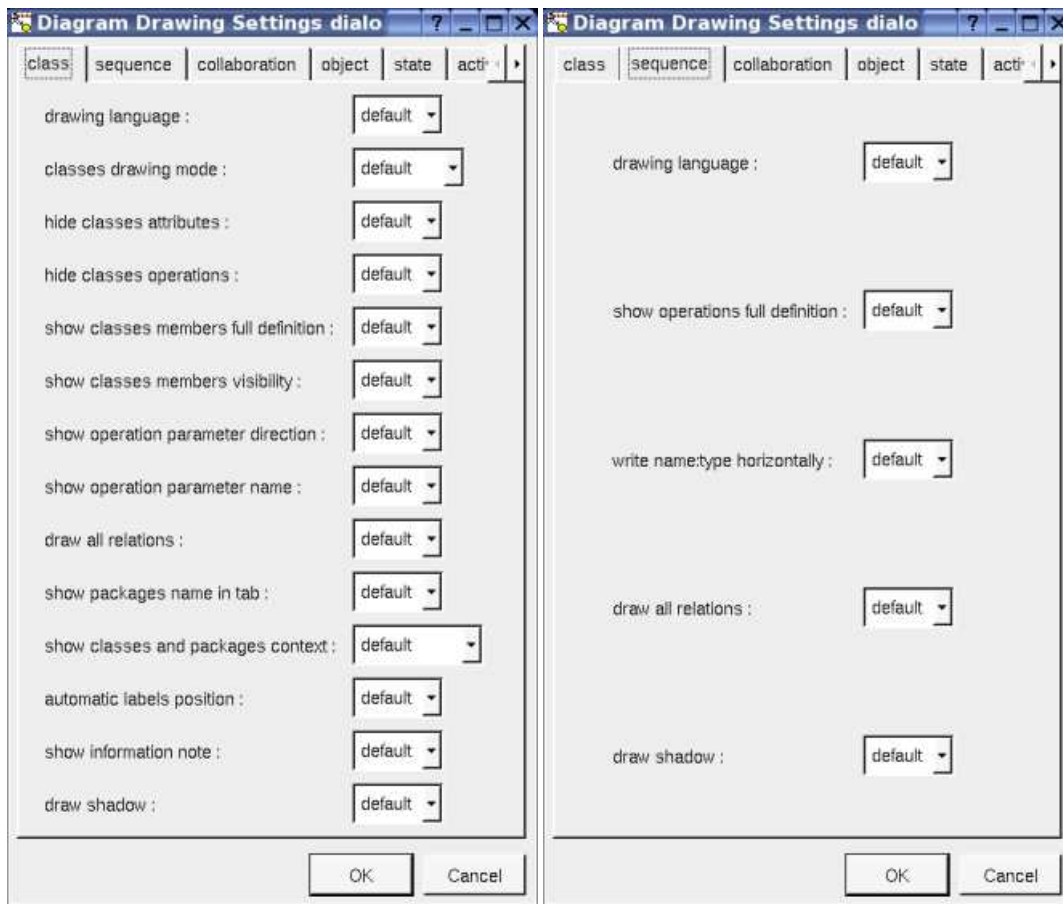 Diagram Drawing Settings dialo
class sequence collaboration object state
drawing language : default
classes drawing mode : default
hide classes attributes : default
hide classes operations : default
show classes members full definition : default
show classes members visibility : default
show operation parameter direction : default
show operation parameter name : default
draw all relations : default
show packages name in tab : default
show classes and packages context : default
automatic labels position : default
show information note : default
draw shadow : default
OK Cancel
Diagram Drawing Settings dialo
class sequence collaboration object state
drawing language : default
show operations full definition : default
write name:type horizontally : default
draw all relations : default
draw shadow : default
OK Cancel